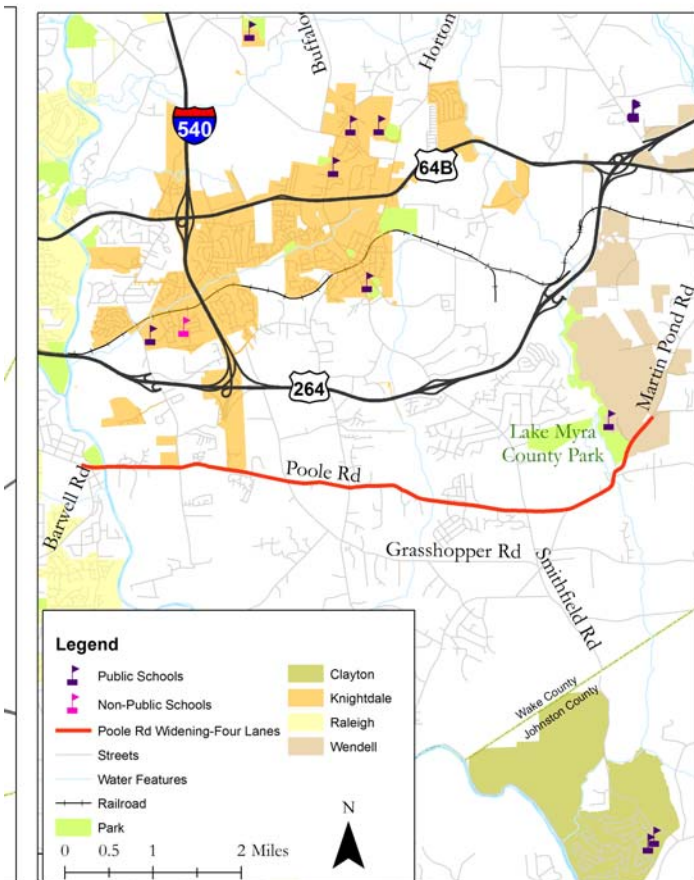 Buffalo
Horton
540
64B
Martin Pond Rd
264
Lake Myra
County Park
Barwell Rd
Poole Rd
Grasshopper Rd
Smithfield Rd
Wake County
Johnston County
Legend
Public Schools
Non-Public Schools
Poole Rd Widening-Four Lanes
Streets
Water Features
Railroad
Park
Clayton
Knightdale
Raleigh
Wendell
N
0 0.5 1 2 Miles